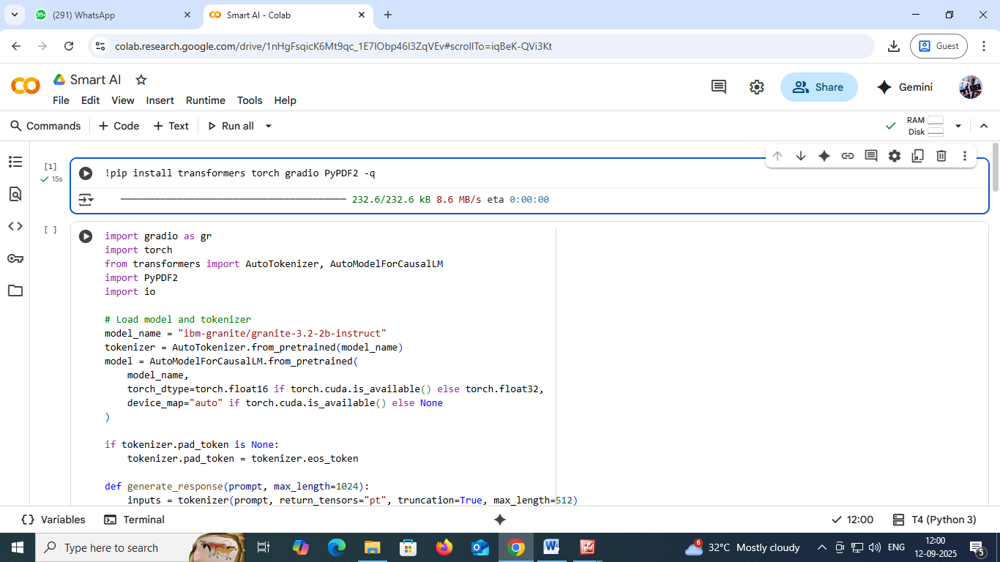 (291) WhatsApp
Smart AI - Colab
colab.research.google.com/drive/1nHgFsqicK6Mt9qc_1E7IObp46I3ZqVEv#scrollTo=iqBeK-QVi3Kt
Guest
Smart AI
File Edit View Insert Runtime Tools Help
Share
Gemini
Commands + Code + Text Run all
RAM
Disk
[1]
15s
!pip install transformers torch gradio PyPDF2 -q
232.6/232.6 kB 8.6 MB/s eta 0:00:00
[ ]
import gradio as gr
import torch
from transformers import AutoTokenizer, AutoModelForCausalLM
import PyPDF2
import io
# Load model and tokenizer
model_name = "ibm-granite/granite-3.2-2b-instruct"
tokenizer = AutoTokenizer.from_pretrained(model_name)
model = AutoModelForCausalLM.from_pretrained(
    model_name,
    torch_dtype=torch.float16 if torch.cuda.is_available() else torch.float32,
    device_map="auto" if torch.cuda.is_available() else None
)
if tokenizer.pad_token is None:
    tokenizer.pad_token = tokenizer.eos_token
def generate_response(prompt, max_length=1024):
    inputs = tokenizer(prompt, return_tensors="pt", truncation=True, max_length=512)
Variables
Terminal
12:00
T4 (Python 3)
Type here to search
6
32°C Mostly cloudy
ENG
12:00
12-09-2025
5